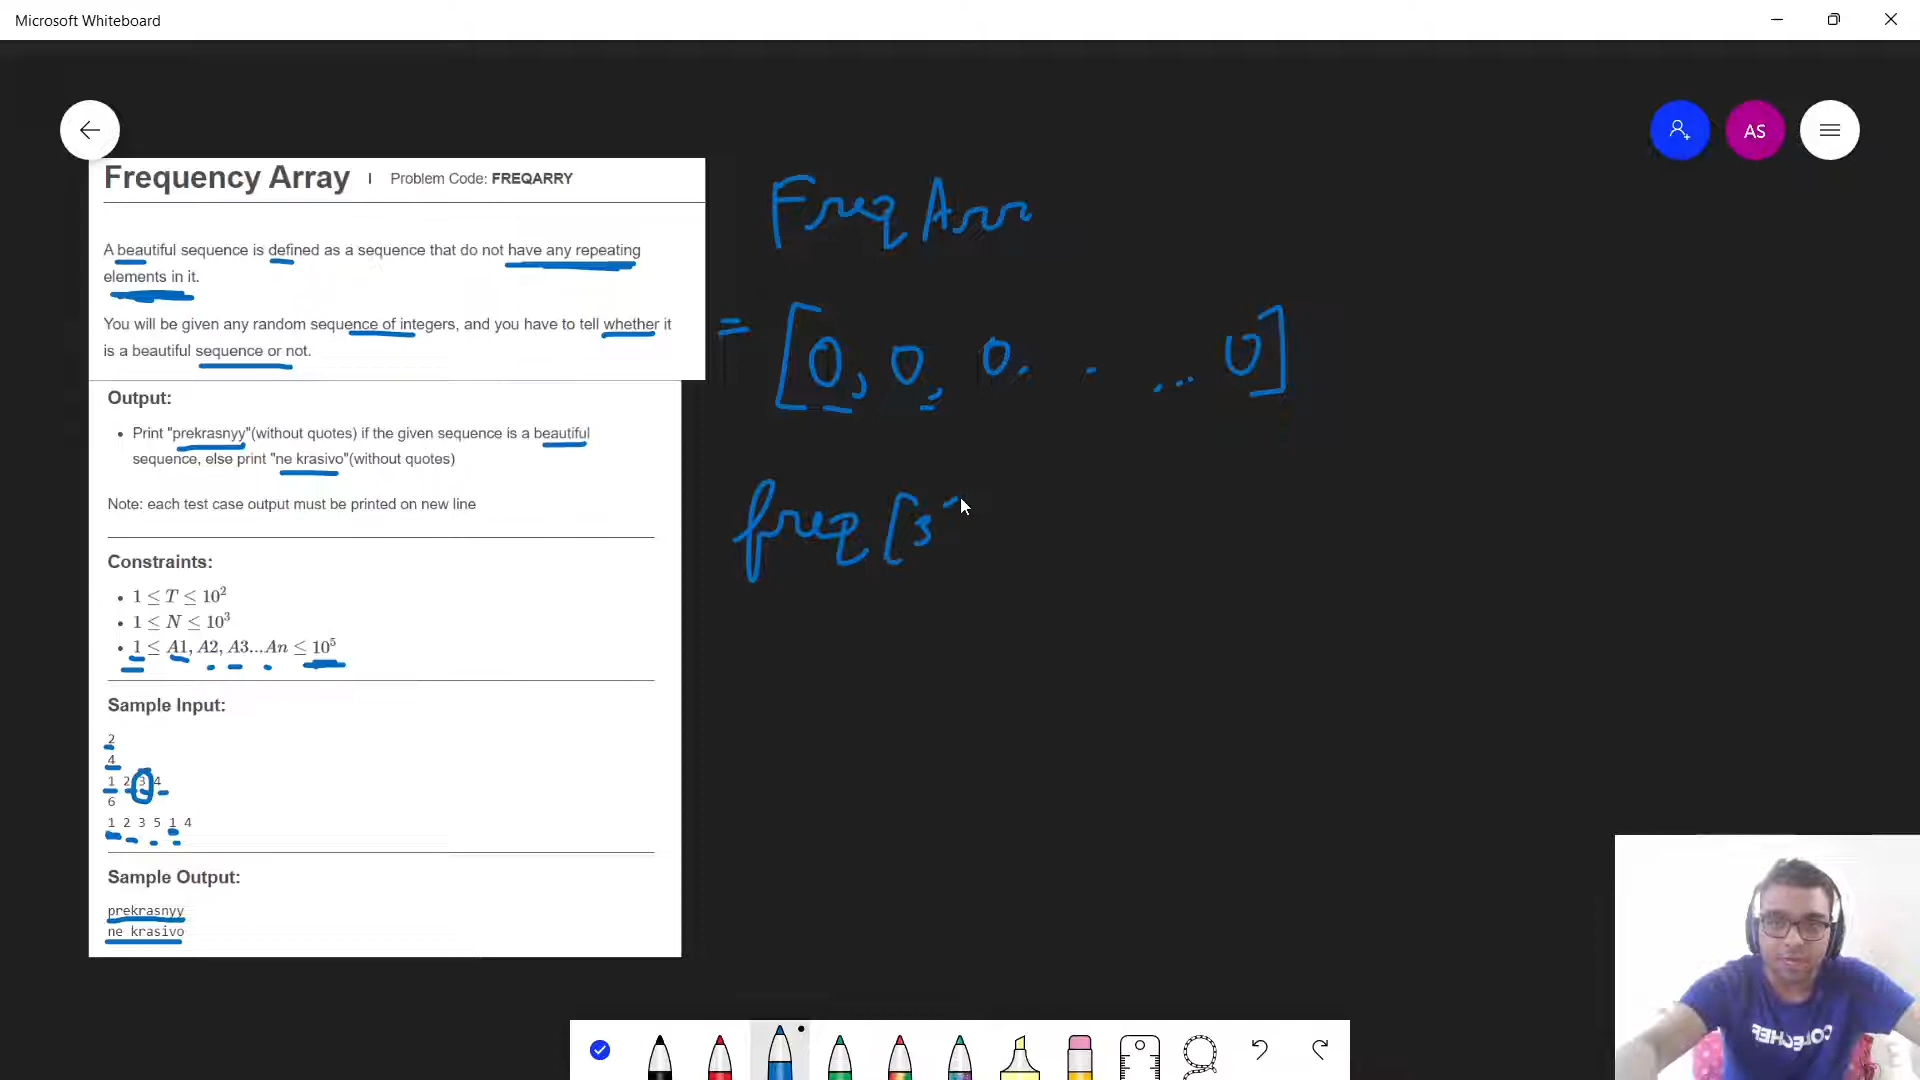 Microsoft Whiteboard
AS
Frequency Array | Problem Code: FREQARRY
A beautiful sequence is defined as a sequence that do not have any repeating
elements in it.
You will be given any random sequence of integers, and you have to tell whether it
is a beautiful sequence or not.
Output:
• Print "prekrasnyy"(without quotes) if the given sequence is a beautiful
sequence, else print "ne krasivo"(without quotes)
Note: each test case output must be printed on new line
Constraints:
• 1 ≤ T ≤ 10²
• 1 ≤ N ≤ 10³
• 1 ≤ A1, A2, A3...An ≤ 10⁵
Sample Input:
2
4
1 2 3 4
6
1 2 3 5 1 4
Sample Output:
prekrasnyy
ne krasivo
Freq Arr
= [0, 0, 0. . ... 0]
freq [3
CODECHEF